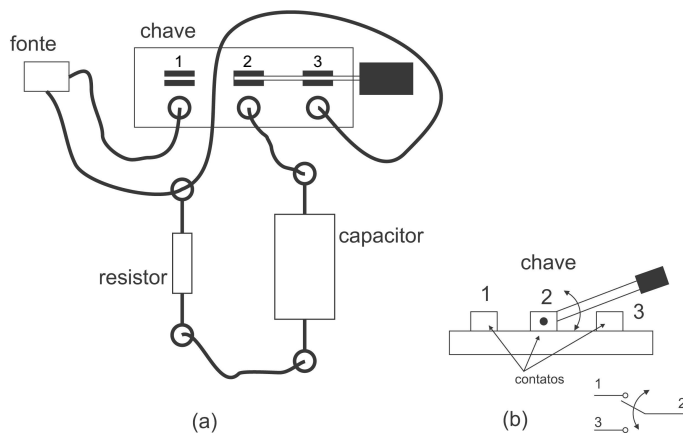 chave
fonte
1
2
3
resistor
capacitor
(a)
chave
1
2
3
contatos
(b)
1
2
3